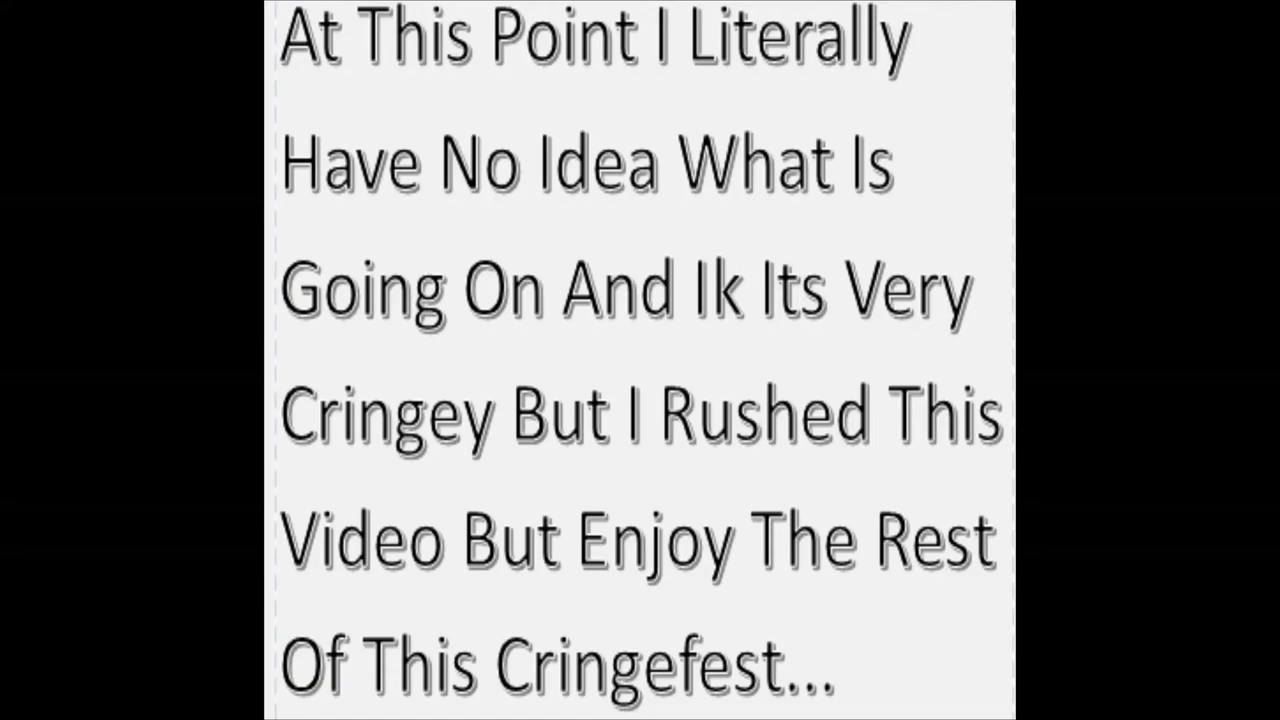 At This Point I Literally
Have No Idea What Is
Going On And Ik Its Very
Cringey But I Rushed This
Video But Enjoy The Rest
Of This Cringefest...